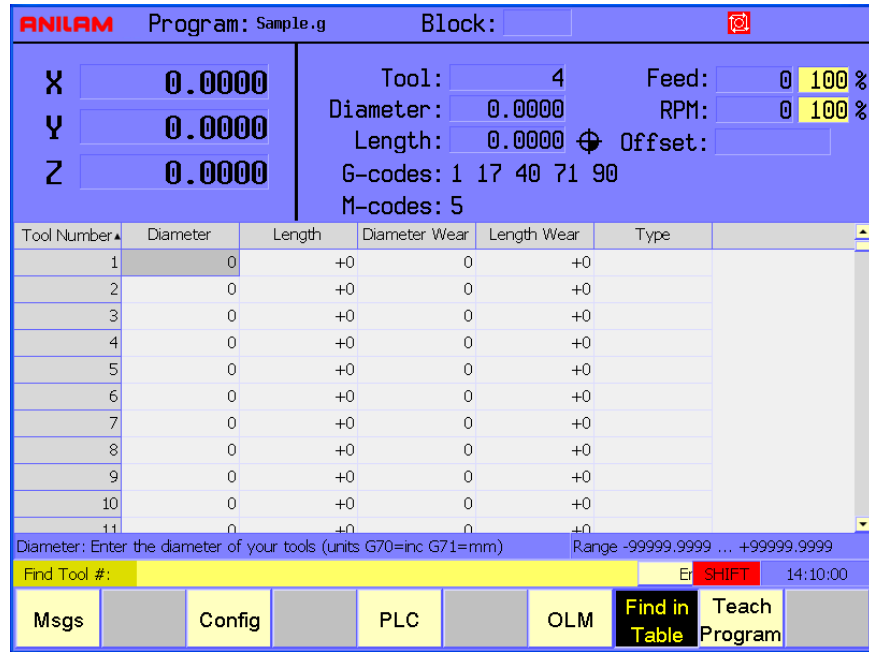 ANILAM Program: Sample.g Block:
X 0.0000 Tool: 4 Feed: 0 100 %
Y 0.0000 Diameter: 0.0000 RPM: 0 100 %
Z 0.0000 Length: 0.0000 Offset:
G-codes: 1 17 40 71 90
M-codes: 5
Tool Number Diameter Length Diameter Wear Length Wear Type
1 0 +0 0 +0
2 0 +0 0 +0
3 0 +0 0 +0
4 0 +0 0 +0
5 0 +0 0 +0
6 0 +0 0 +0
7 0 +0 0 +0
8 0 +0 0 +0
9 0 +0 0 +0
10 0 +0 0 +0
11 0 +0 0 +0
Diameter: Enter the diameter of your tools (units G70=inc G71=mm) Range -99999.9999 ... +99999.9999
Find Tool #: Er SHIFT 14:10:00
Msgs Config PLC OLM Find in Table Teach Program